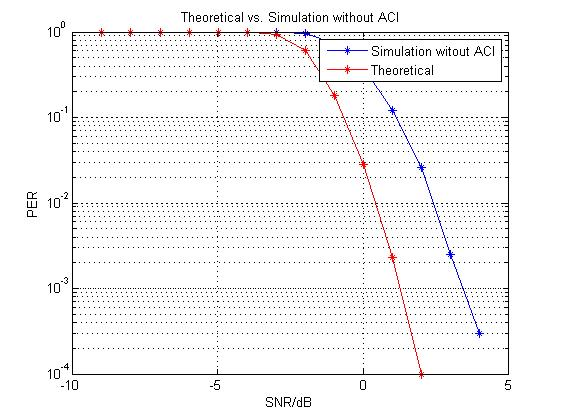 Theoretical vs. Simulation without ACI
Simulation witout ACI
Theoretical
10^0
10^-1
10^-2
10^-3
10^-4
PER
-10
-5
0
5
SNR/dB